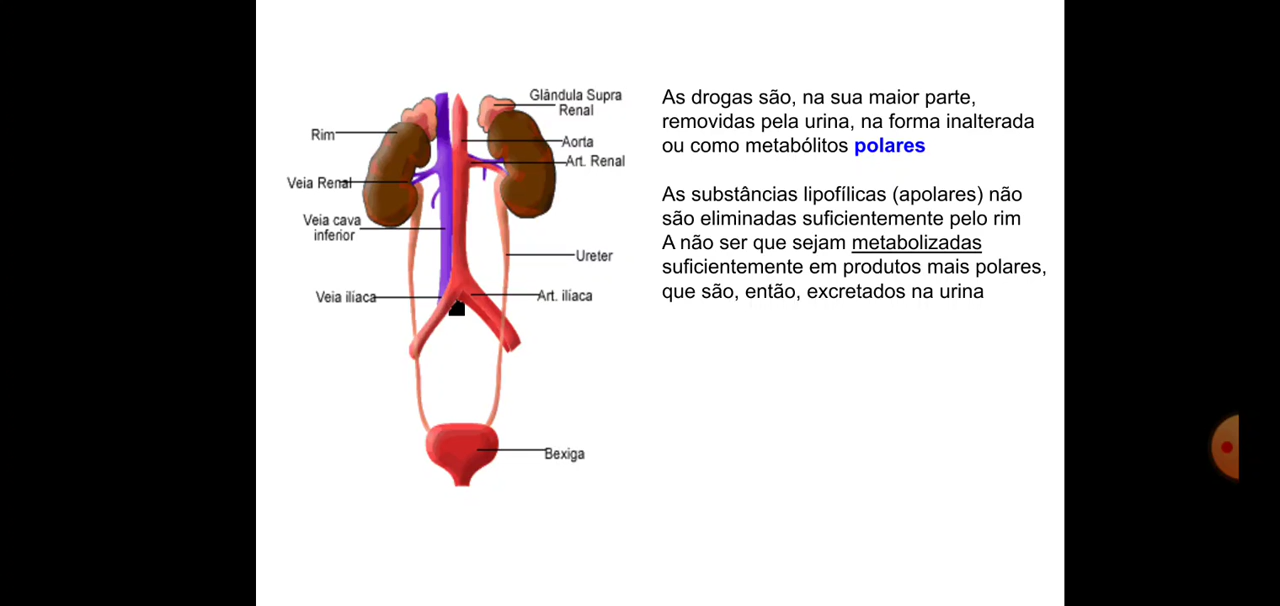 Glândula Supra
Renal
Rim
Aorta
Art. Renal
Veia Renal
Veia cava
inferior
Ureter
Veia ilíaca
Art. ilíaca
Bexiga
As drogas são, na sua maior parte,
removidas pela urina, na forma inalterada
ou como metabólitos polares
As substâncias lipofílicas (apolares) não
são eliminadas suficientemente pelo rim
A não ser que sejam metabolizadas
suficientemente em produtos mais polares,
que são, então, excretados na urina